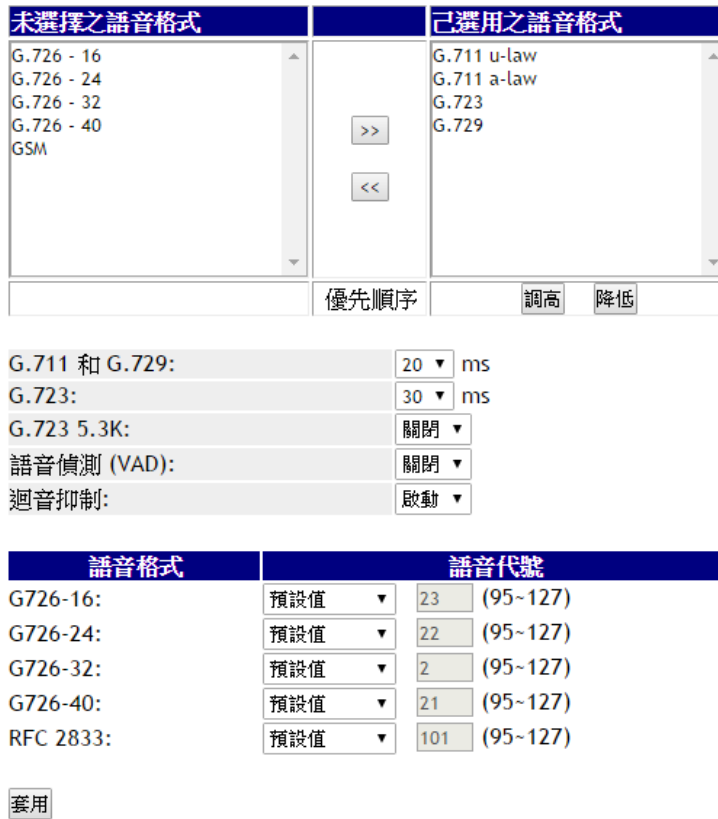 未選擇之語音格式 己選用之語音格式
G.726 - 16 G.711 u-law
G.726 - 24 G.711 a-law
G.726 - 32 G.723
G.726 - 40 G.729
GSM
>>
<<
優先順序 調高 降低
G.711 和 G.729: 20 ms
G.723: 30 ms
G.723 5.3K: 關閉
語音偵測 (VAD): 關閉
迴音抑制: 啟動
語音格式 語音代號
G726-16: 預設值 23 (95~127)
G726-24: 預設值 22 (95~127)
G726-32: 預設值 2 (95~127)
G726-40: 預設值 21 (95~127)
RFC 2833: 預設值 101 (95~127)
套用